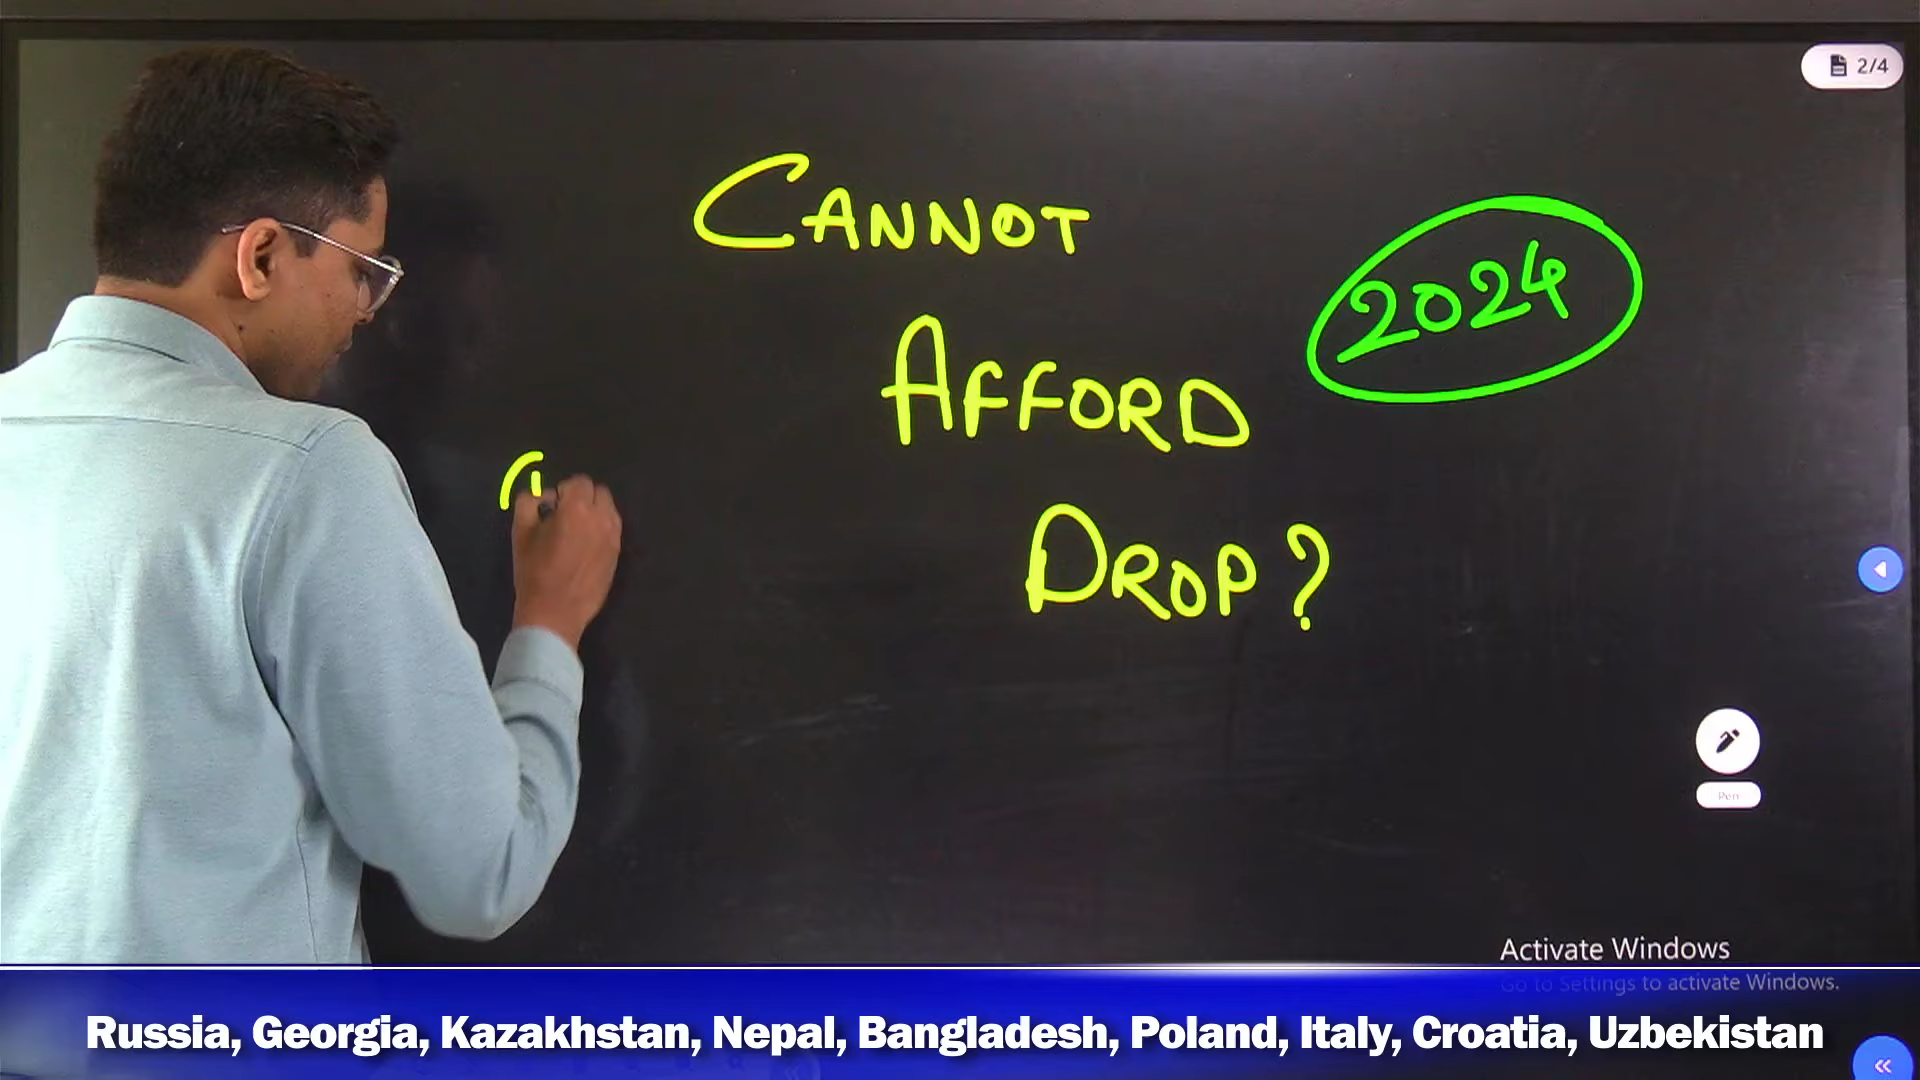 2/4
CANNOT
2024
AFFORD
DROP?
Pen
Activate Windows
Go to Settings to activate Windows.
Russia, Georgia, Kazakhstan, Nepal, Bangladesh, Poland, Italy, Croatia, Uzbekistan